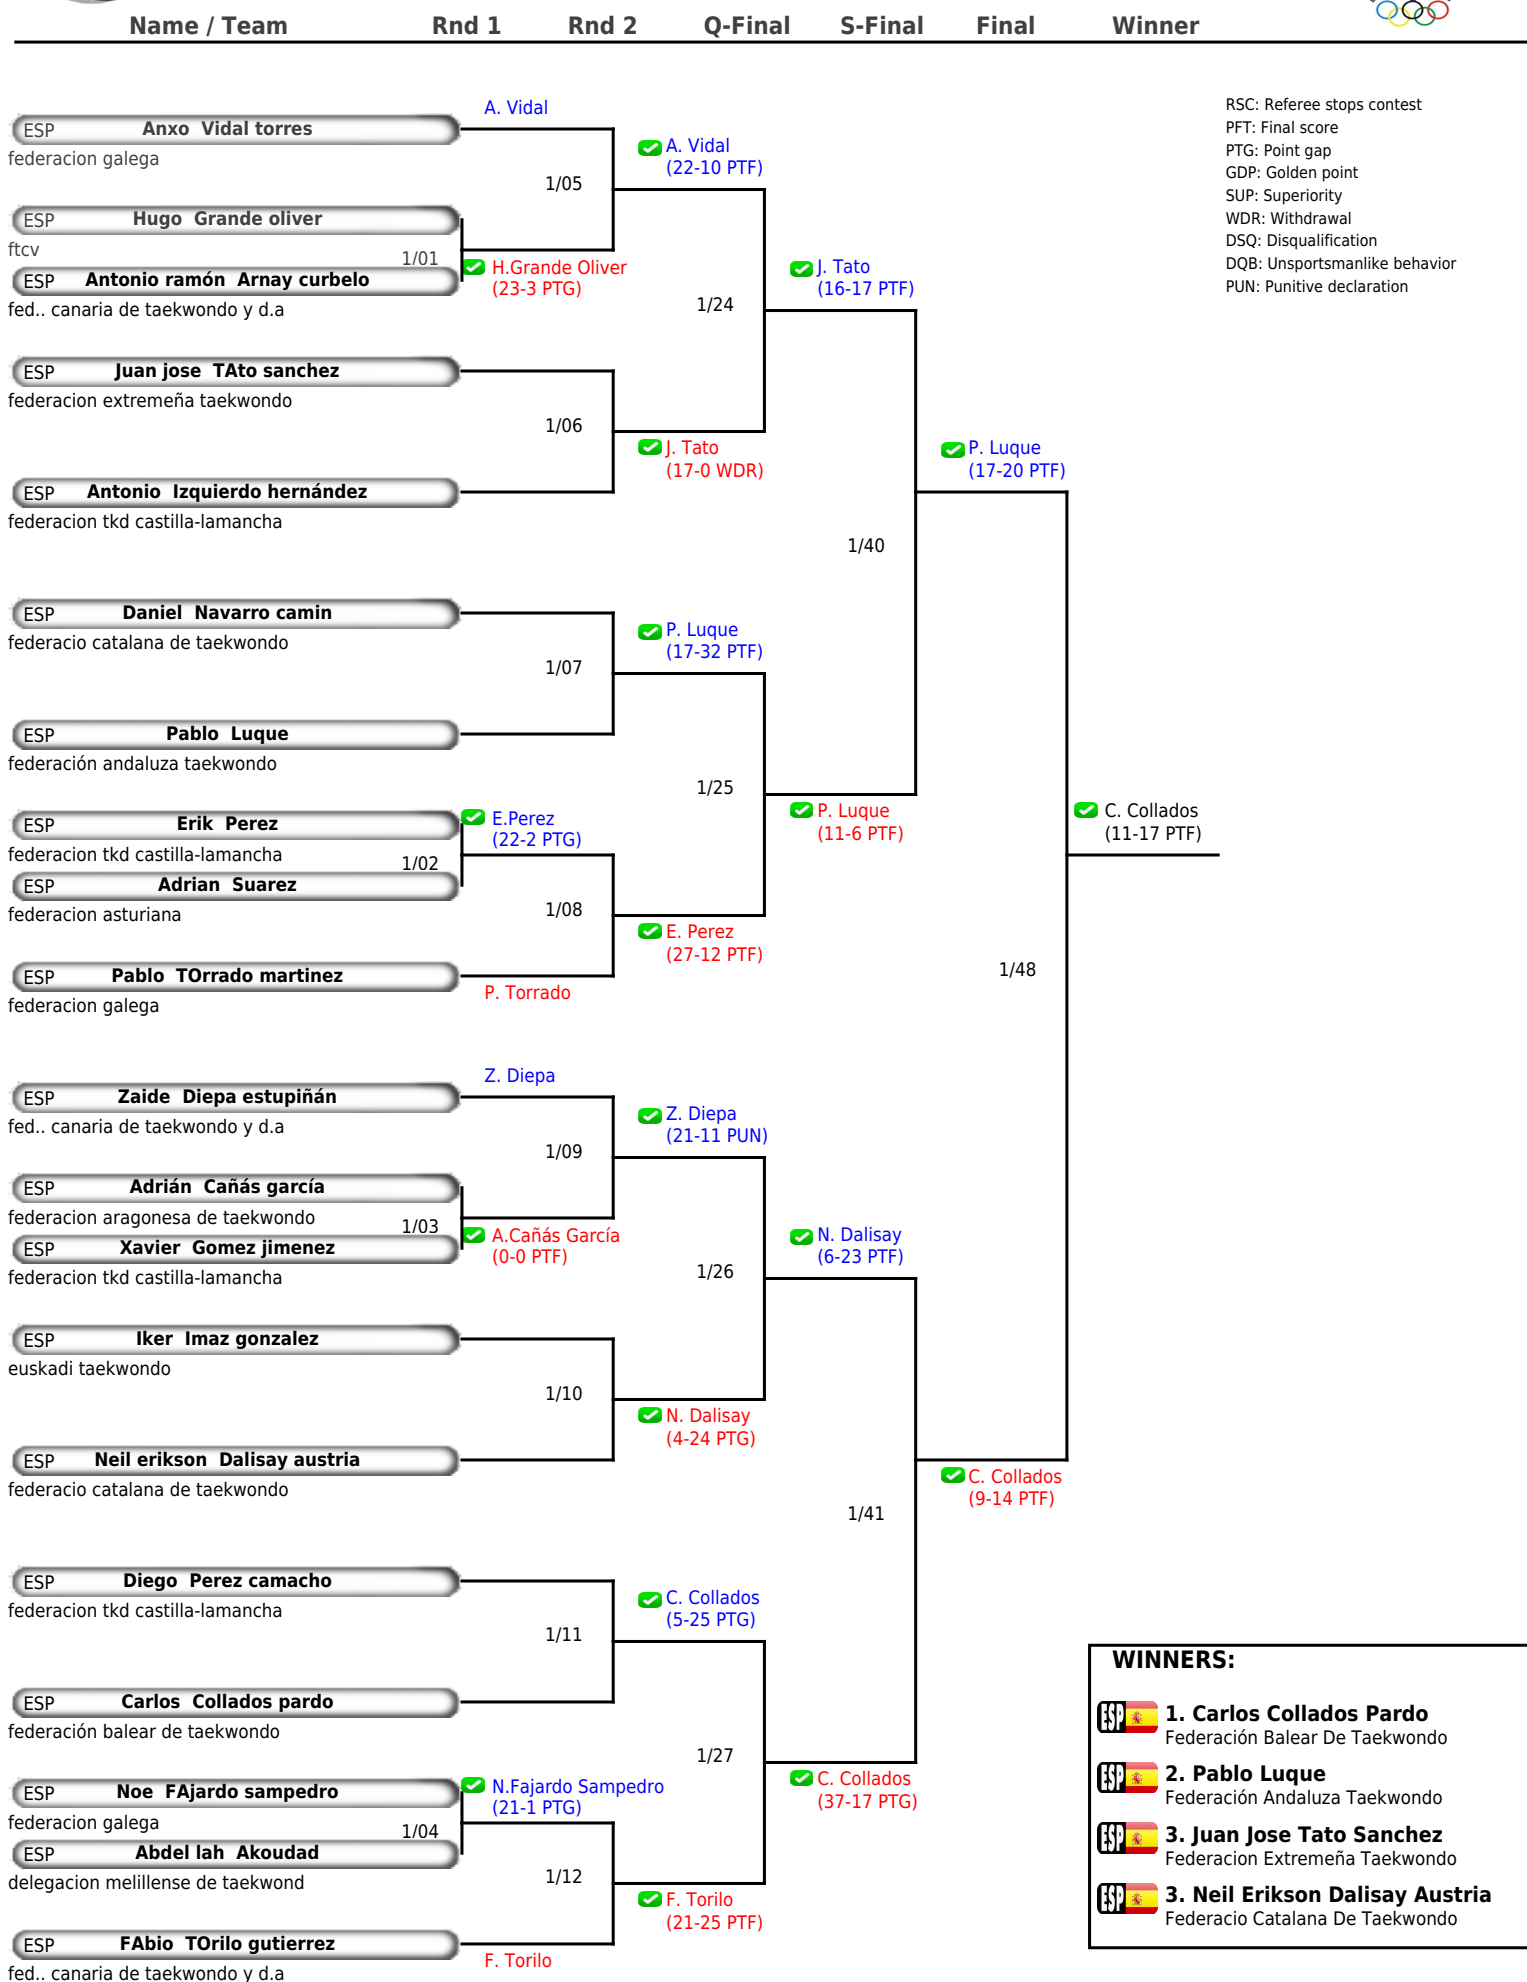 Name / Team Rnd 1 Rnd 2 Q-Final S-Final Final Winner
RSC: Referee stops contest
PFT: Final score
PTG: Point gap
GDP: Golden point
SUP: Superiority
WDR: Withdrawal
DSQ: Disqualification
DQB: Unsportsmanlike behavior
PUN: Punitive declaration
A. Vidal
ESP Anxo Vidal torres
federacion galega
A. Vidal
(22-10 PTF)
1/05
ESP Hugo Grande oliver
ftcv
1/01
H.Grande Oliver
(23-3 PTG)
ESP Antonio ramón Arnay curbelo
fed.. canaria de taekwondo y d.a
J. Tato
(16-17 PTF)
1/24
ESP Juan jose TAto sanchez
federacion extremeña taekwondo
1/06
J. Tato
(17-0 WDR)
P. Luque
(17-20 PTF)
ESP Antonio Izquierdo hernández
federacion tkd castilla-lamancha
1/40
ESP Daniel Navarro camin
federacio catalana de taekwondo
P. Luque
(17-32 PTF)
1/07
ESP Pablo Luque
federación andaluza taekwondo
1/25
ESP Erik Perez
federacion tkd castilla-lamancha
E.Perez
(22-2 PTG)
1/02
P. Luque
(11-6 PTF)
C. Collados
(11-17 PTF)
ESP Adrian Suarez
federacion asturiana
1/08
E. Perez
(27-12 PTF)
ESP Pablo TOrrado martinez
federacion galega
P. Torrado
1/48
Z. Diepa
ESP Zaide Diepa estupiñán
fed.. canaria de taekwondo y d.a
Z. Diepa
(21-11 PUN)
1/09
ESP Adrián Cañás garcía
federacion aragonesa de taekwondo
1/03
A.Cañás García
(0-0 PTF)
ESP Xavier Gomez jimenez
federacion tkd castilla-lamancha
N. Dalisay
(6-23 PTF)
1/26
ESP Iker Imaz gonzalez
euskadi taekwondo
1/10
N. Dalisay
(4-24 PTG)
ESP Neil erikson Dalisay austria
federacio catalana de taekwondo
C. Collados
(9-14 PTF)
1/41
ESP Diego Perez camacho
federacion tkd castilla-lamancha
C. Collados
(5-25 PTG)
1/11
ESP Carlos Collados pardo
federación balear de taekwondo
1/27
ESP Noe FAjardo sampedro
federacion galega
N.Fajardo Sampedro
(21-1 PTG)
1/04
C. Collados
(37-17 PTG)
ESP Abdel lah Akoudad
delegacion melillense de taekwond
1/12
F. Torilo
(21-25 PTF)
ESP FAbio TOrilo gutierrez
fed.. canaria de taekwondo y d.a
F. Torilo
WINNERS:
ESP 1. Carlos Collados Pardo
Federación Balear De Taekwondo
ESP 2. Pablo Luque
Federación Andaluza Taekwondo
ESP 3. Juan Jose Tato Sanchez
Federacion Extremeña Taekwondo
ESP 3. Neil Erikson Dalisay Austria
Federacio Catalana De Taekwondo